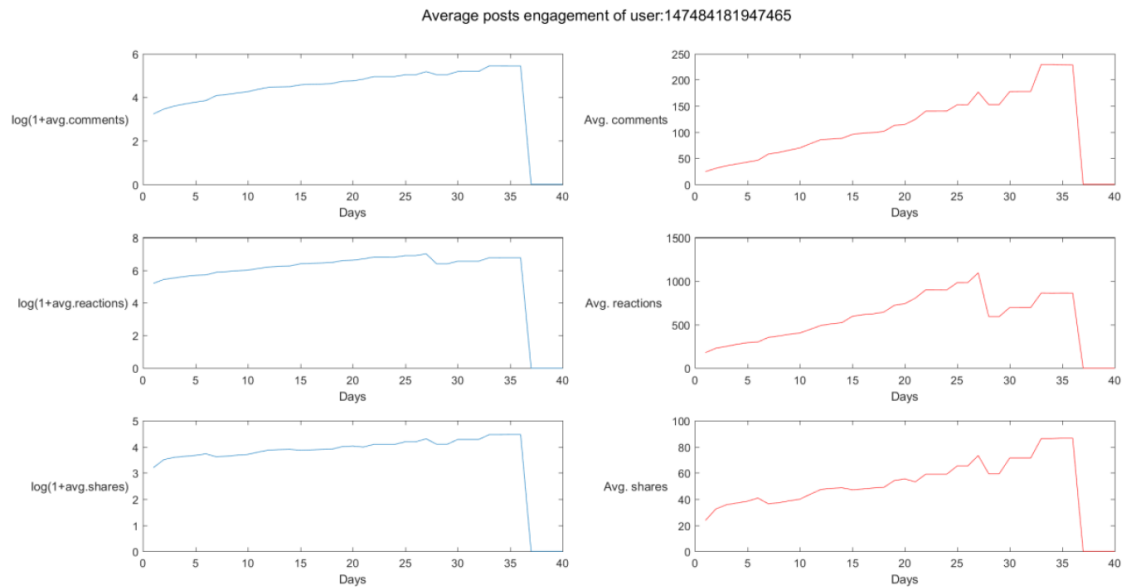 Average posts engagement of user:147484181947465
6
4
2
0
log(1+avg.comments)
0 5 10 15 20 25 30 35 40
Days
250
200
150
100
50
0
Avg. comments
0 5 10 15 20 25 30 35 40
Days
8
6
4
2
0
log(1+avg.reactions)
0 5 10 15 20 25 30 35 40
Days
1500
1000
500
0
Avg. reactions
0 5 10 15 20 25 30 35 40
Days
5
4
3
2
1
0
log(1+avg.shares)
0 5 10 15 20 25 30 35 40
Days
100
80
60
40
20
0
Avg. shares
0 5 10 15 20 25 30 35 40
Days